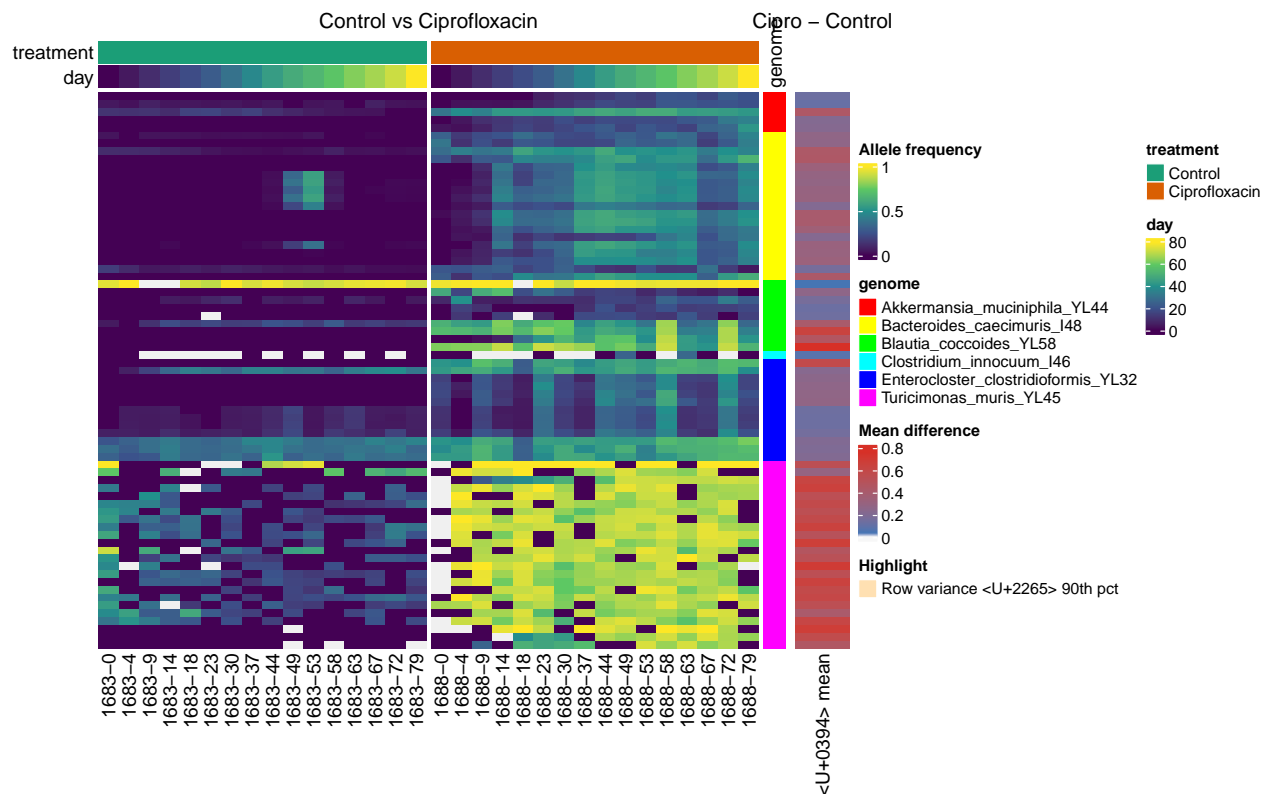 Control vs Ciprofloxacin
Cipro − Control
treatment
day
genome
Allele frequency
1
0.5
0
genome
Akkermansia_muciniphila_YL44
Bacteroides_caecimuris_I48
Blautia_coccoides_YL58
Clostridium_innocuum_I46
Enterocloster_clostridioformis_YL32
Turicimonas_muris_YL45
Mean difference
0.8
0.6
0.4
0.2
0
Highlight
Row variance <U+2265> 90th pct
treatment
Control
Ciprofloxacin
day
80
60
40
20
0
1683−0
1683−4
1683−9
1683−14
1683−18
1683−23
1683−30
1683−37
1683−44
1683−49
1683−53
1683−58
1683−63
1683−67
1683−72
1683−79
1688−0
1688−4
1688−9
1688−14
1688−18
1688−23
1688−30
1688−37
1688−44
1688−49
1688−53
1688−58
1688−63
1688−67
1688−72
1688−79
<U+0394> mean